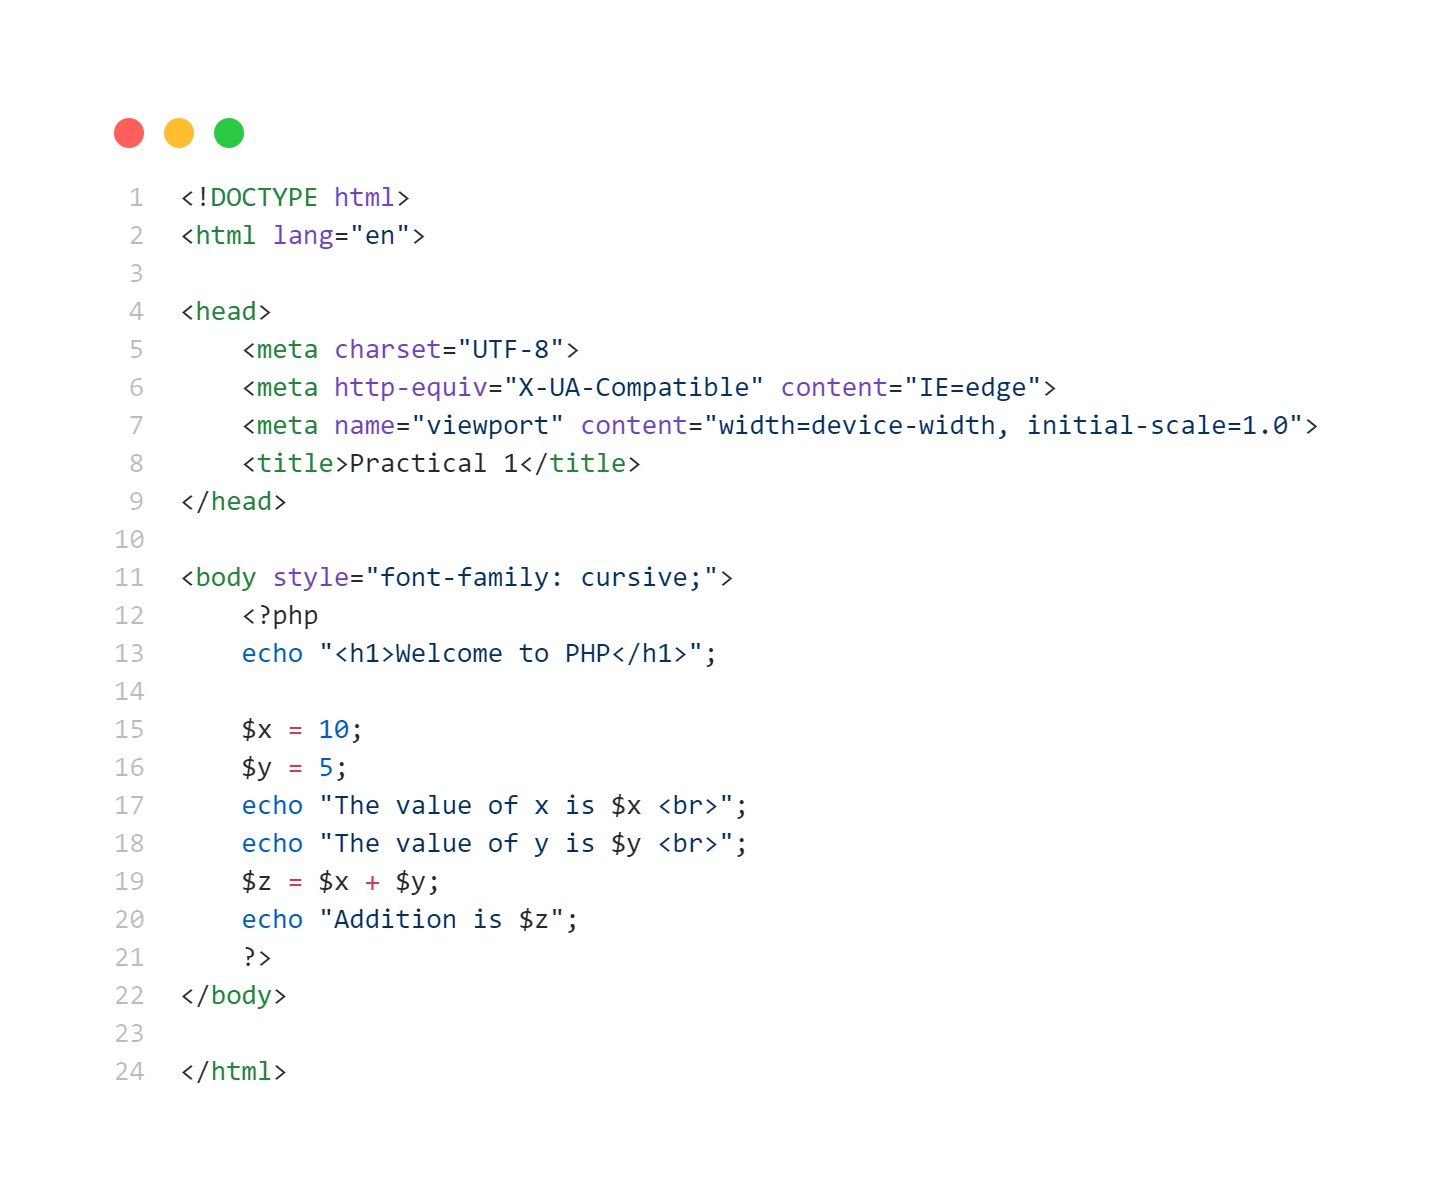 1 <!DOCTYPE html>
2 <html lang="en">
3
4 <head>
5     <meta charset="UTF-8">
6     <meta http-equiv="X-UA-Compatible" content="IE=edge">
7     <meta name="viewport" content="width=device-width, initial-scale=1.0">
8     <title>Practical 1</title>
9 </head>
10
11 <body style="font-family: cursive;">
12     <?php
13     echo "<h1>Welcome to PHP</h1>";
14
15     $x = 10;
16     $y = 5;
17     echo "The value of x is $x <br>";
18     echo "The value of y is $y <br>";
19     $z = $x + $y;
20     echo "Addition is $z";
21     ?>
22 </body>
23
24 </html>